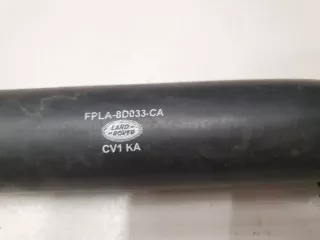 FPLA-8D033-CA
LAND-
ROVER
CV1 KA